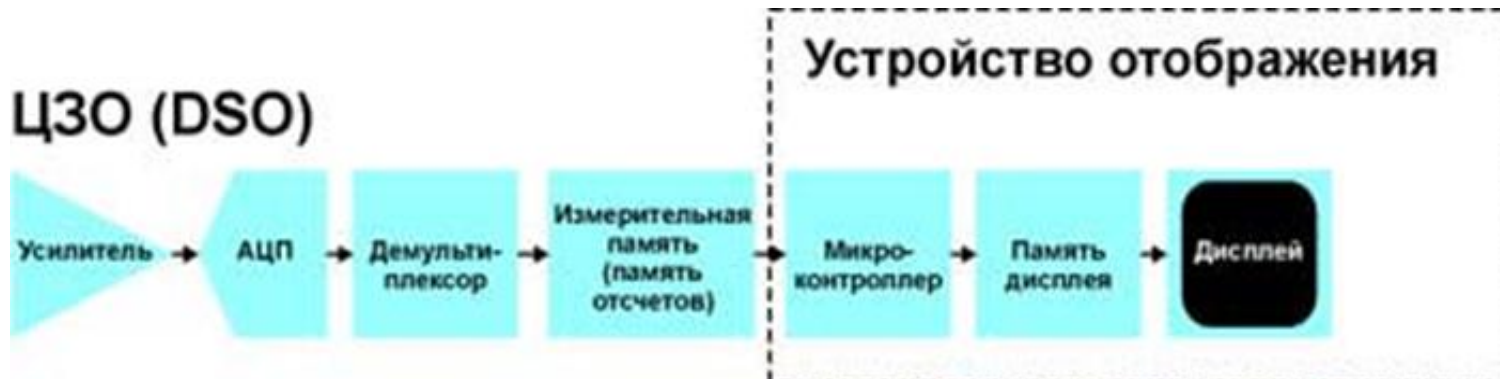 Устройство отображения
ЦЗО (DSO)
Усилитель
АЦП
Демульти-
плексор
Измерительная
память
(память
отсчетов)
Микро-
контроллер
Память
дисплея
Дисплей